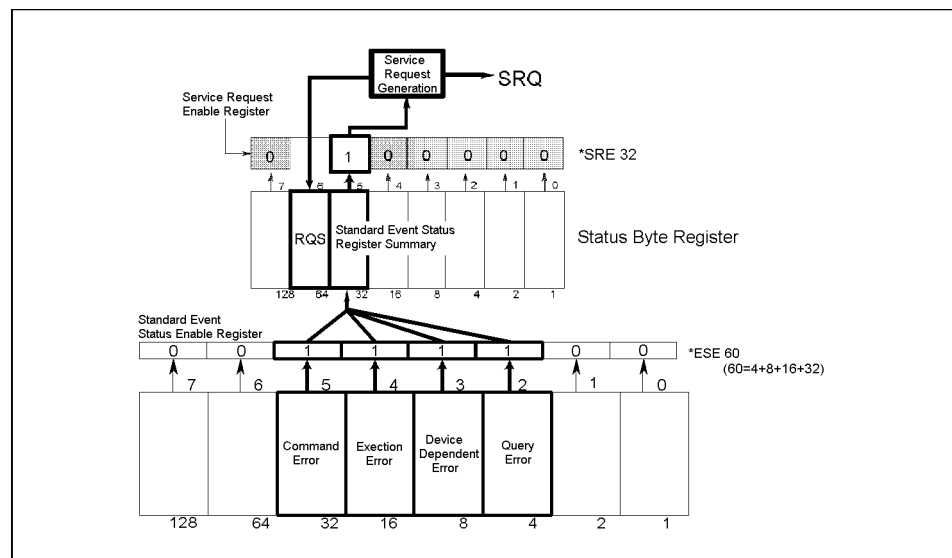 Service
Request
Generation
SRQ
Service Request
Enable Register
0 1 0 0 0 0 0
*SRE 32
7 6 5 4 3 2 1 0
RQS
Standard Event Status
Register Summary
Status Byte Register
128 64 32 16 8 4 2 1
Standard Event
Status Enable Register
0 0 1 1 1 1 0 0
*ESE 60
(60=4+8+16+32)
7 6 5 4 3 2 1 0
Command
Error
Exection
Error
Device
Dependent
Error
Query
Error
128 64 32 16 8 4 2 1